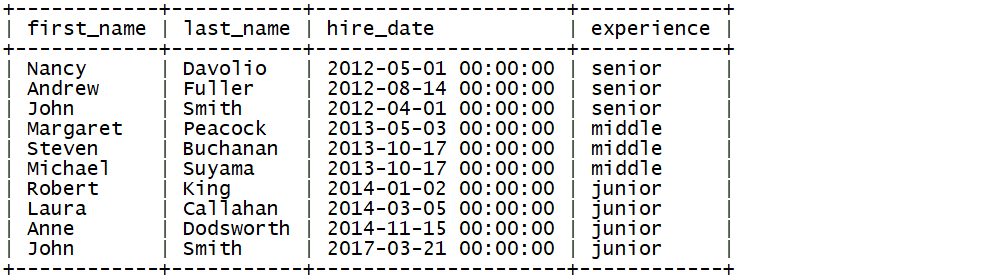 +------------+-----------+---------------------+------------+
| first_name | last_name | hire_date           | experience |
+------------+-----------+---------------------+------------+
| Nancy      | Davolio   | 2012-05-01 00:00:00 | senior     |
| Andrew     | Fuller    | 2012-08-14 00:00:00 | senior     |
| John       | Smith     | 2012-04-01 00:00:00 | senior     |
| Margaret   | Peacock   | 2013-05-03 00:00:00 | middle     |
| Steven     | Buchanan  | 2013-10-17 00:00:00 | middle     |
| Michael    | Suyama    | 2013-10-17 00:00:00 | middle     |
| Robert     | King      | 2014-01-02 00:00:00 | junior     |
| Laura      | Callahan  | 2014-03-05 00:00:00 | junior     |
| Anne       | Dodsworth | 2014-11-15 00:00:00 | junior     |
| John       | Smith     | 2017-03-21 00:00:00 | junior     |
+------------+-----------+---------------------+------------+